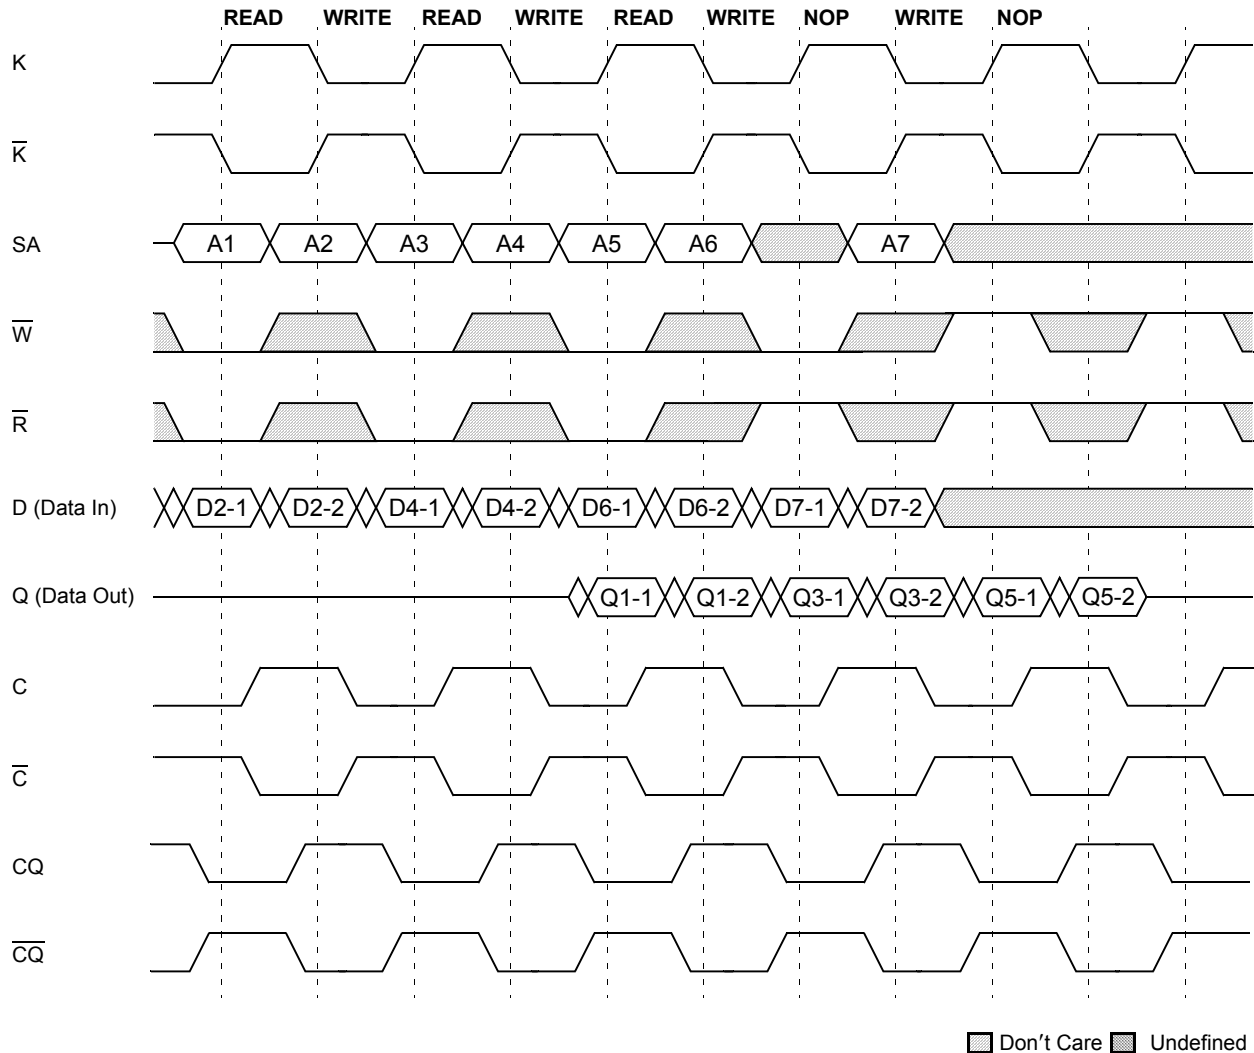 READ WRITE READ WRITE READ WRITE NOP WRITE NOP
K
K̅
SA A1 A2 A3 A4 A5 A6 A7
W̅
R̅
D (Data In) D2-1 D2-2 D4-1 D4-2 D6-1 D6-2 D7-1 D7-2
Q (Data Out) Q1-1 Q1-2 Q3-1 Q3-2 Q5-1 Q5-2
C
C̅
CQ
C̅Q̅
Don't Care Undefined